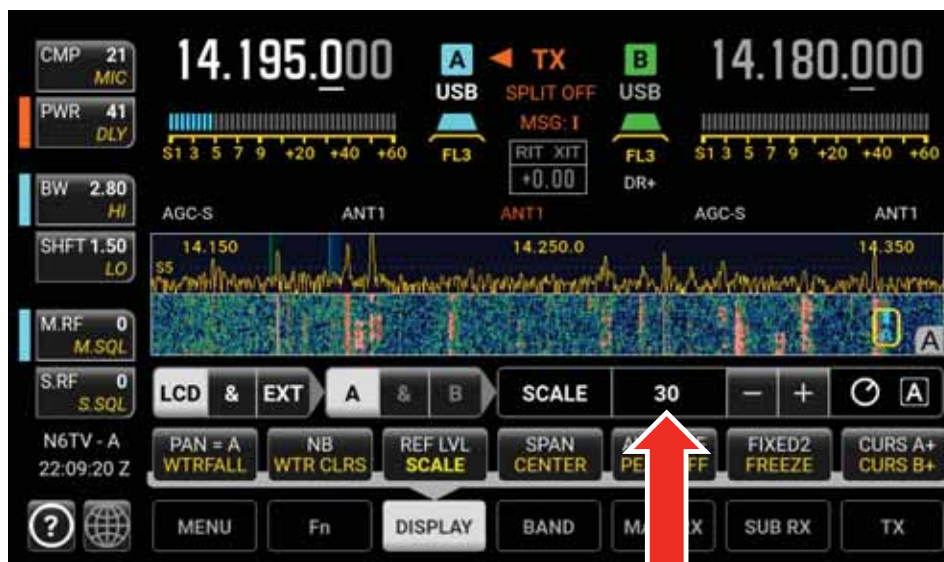 CMP 21
MIC
PWR 41
DLY
BW 2.80
HI
SHFT 1.50
LO
M.RF 0
M.SQL
S.RF 0
S.SQL
N6TV - A
22:09:20 Z
14.195.000
A TX B
14.180.000
USB SPLIT OFF USB
MSG: I
S1 3 5 7 9 +20 +40 +60
FL3 RIT XIT FL3
S1 3 5 7 9 +20 +40 +60
+0.00 DR+
AGC-S ANT1 ANT1 AGC-S ANT1
14.150 14.250.0 14.350
S5
A
LCD & EXT A & B SCALE 30 − + A
PAN = A NB REF LVL SPAN FIXED2 CURS A+
WTRFALL WTR CLRS SCALE CENTER FREEZE CURS B+
? MENU Fn DISPLAY BAND SUB RX TX